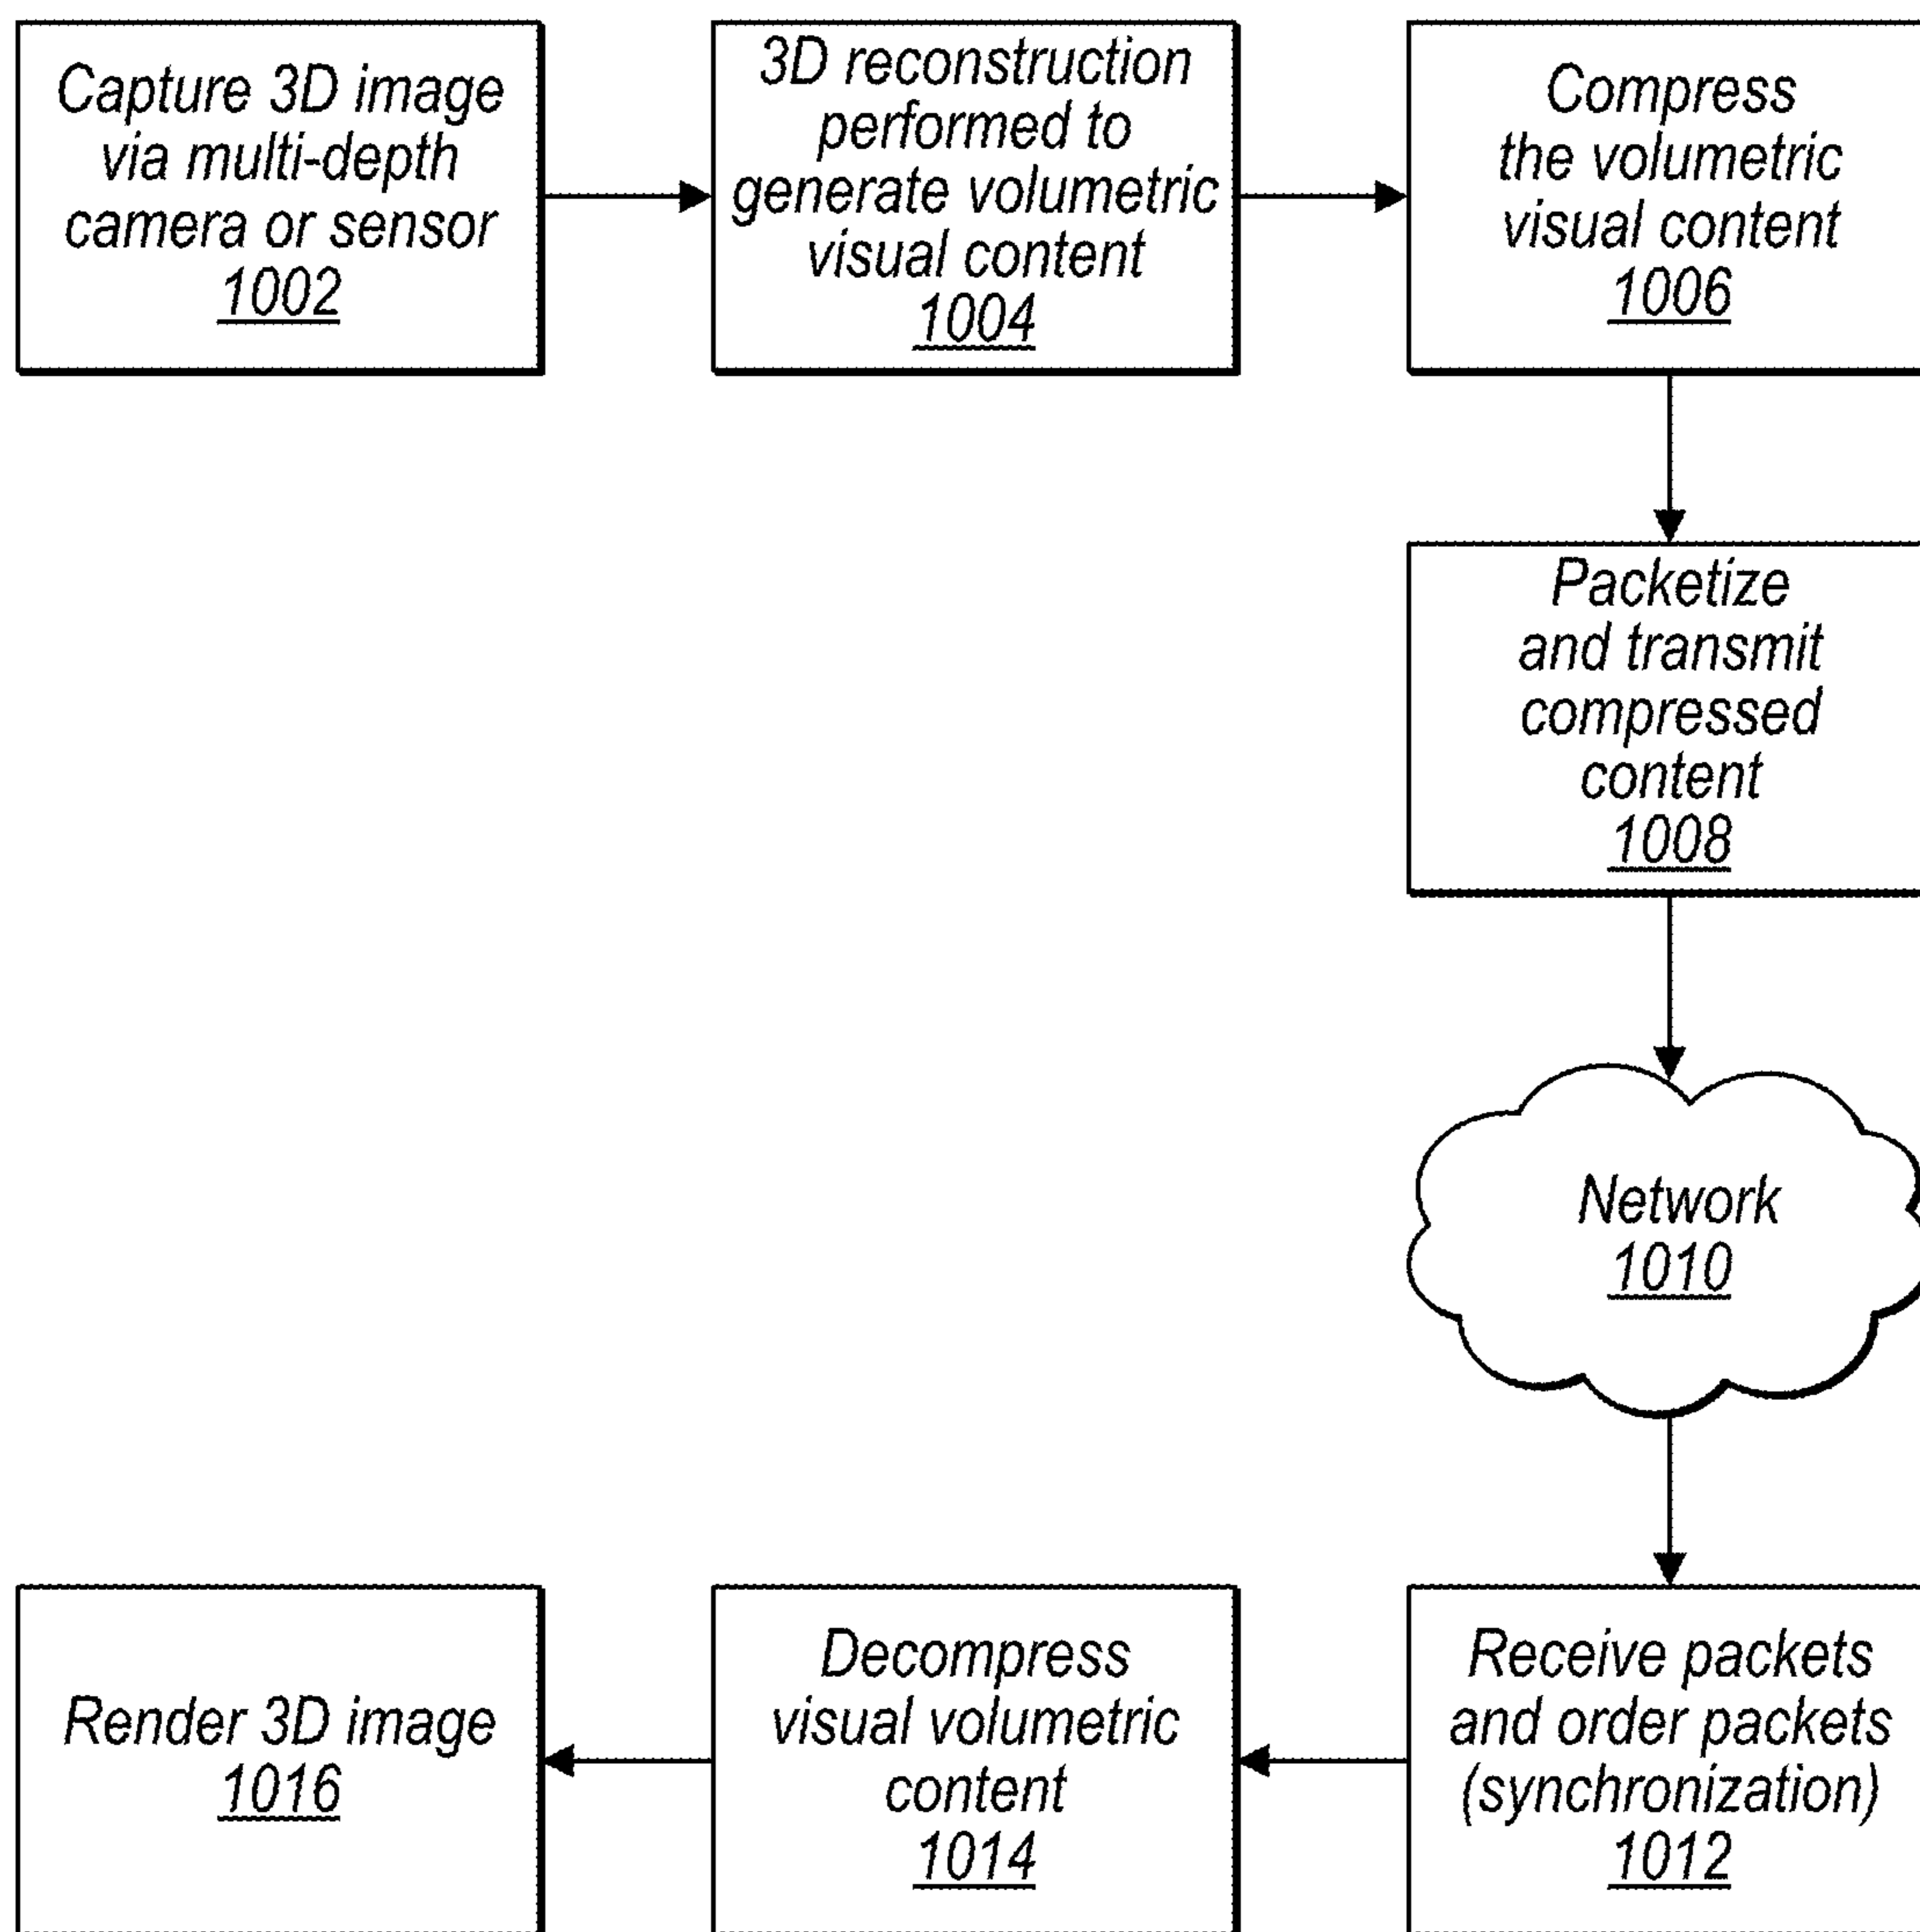 Capture 3D image
via multi-depth
camera or sensor
1002
3D reconstruction
performed to
generate volumetric
visual content
1004
Compress
the volumetric
visual content
1006
Packetize
and transmit
compressed
content
1008
Network
1010
Receive packets
and order packets
(synchronization)
1012
Decompress
visual volumetric
content
1014
Render 3D image
1016